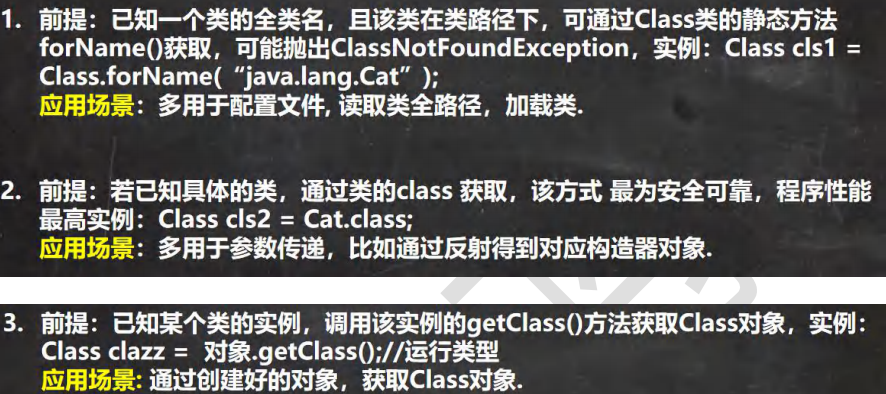 1. 前提：已知一个类的全类名，且该类在类路径下，可通过Class类的静态方法
forName()获取，可能抛出ClassNotFoundException，实例：Class cls1 =
Class.forName( “java.lang.Cat” );
应用场景：多用于配置文件,读取类全路径，加载类.
2. 前提：若已知具体的类，通过类的class 获取，该方式 最为安全可靠，程序性能
最高实例：Class cls2 = Cat.class;
应用场景：多用于参数传递，比如通过反射得到对应构造器对象.
3. 前提：已知某个类的实例，调用该实例的getClass()方法获取Class对象，实例：
Class clazz = 对象.getClass();//运行类型
应用场景: 通过创建好的对象，获取Class对象.